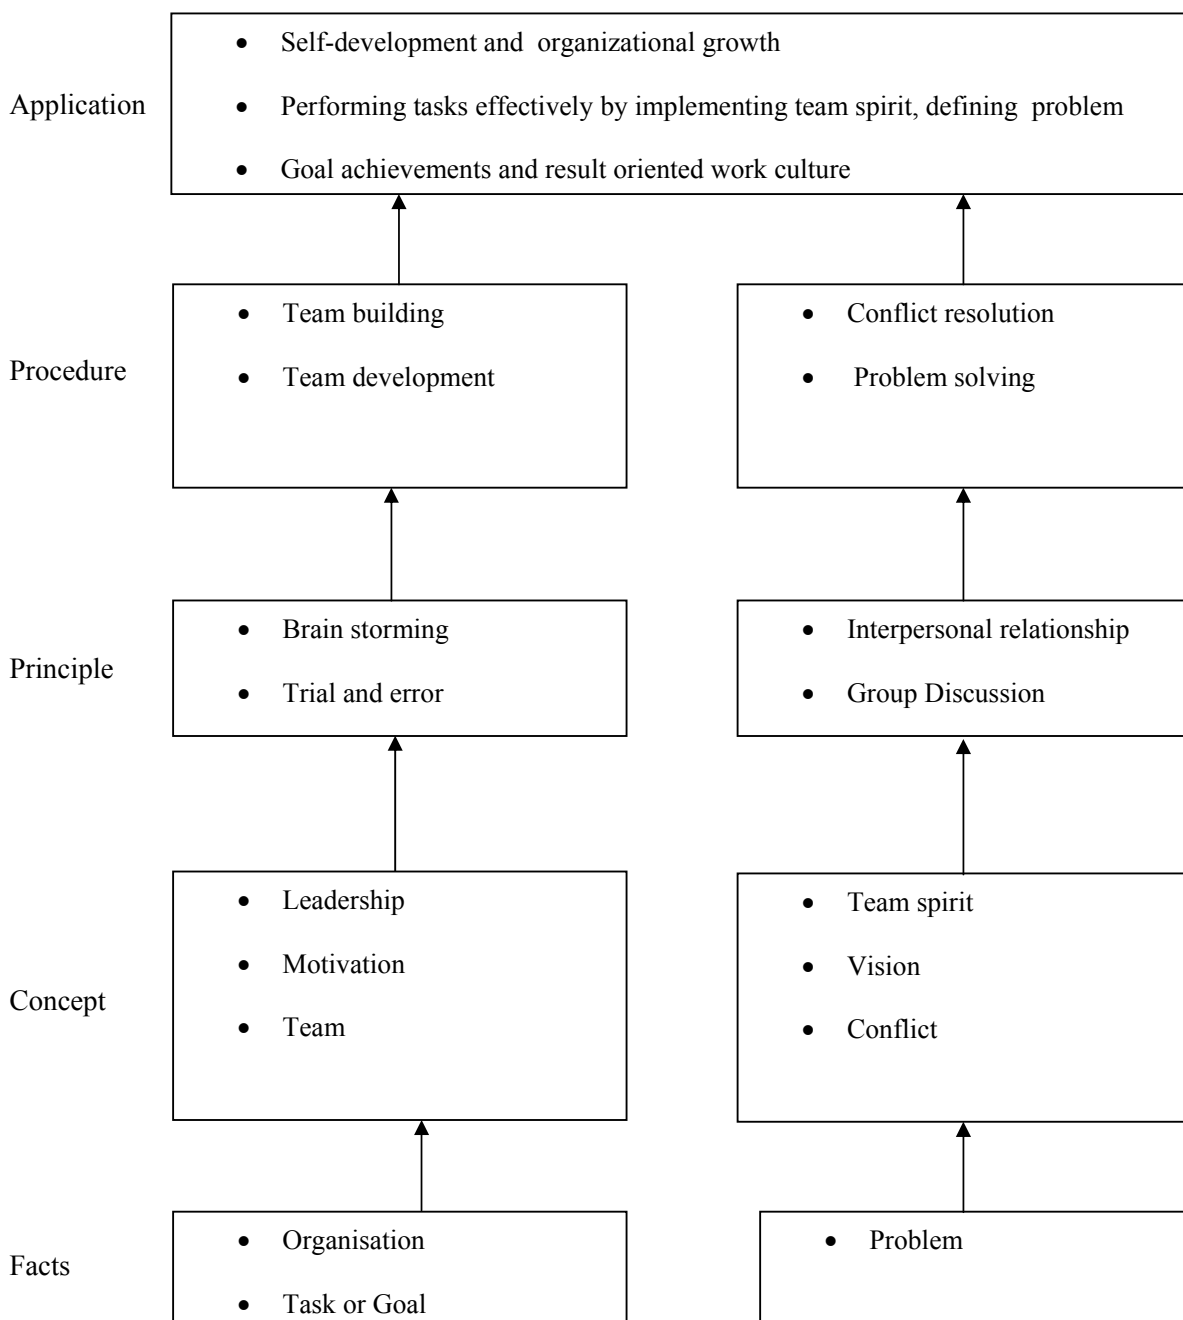 • Self-development and  organizational growth
Application
• Performing tasks effectively by implementing team spirit, defining  problem
• Goal achievements and result oriented work culture
• Team building
• Conflict resolution
Procedure
• Team development
• Problem solving
• Brain storming
• Interpersonal relationship
Principle
• Trial and error
• Group Discussion
• Leadership
• Team spirit
• Motivation
• Vision
Concept
• Team
• Conflict
• Organisation
• Problem
Facts
• Task or Goal